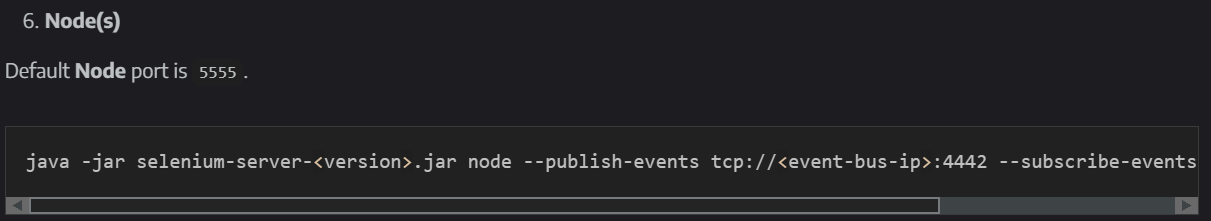 6. Node(s)
Default Node port is 5555 .
java -jar selenium-server-<version>.jar node --publish-events tcp://<event-bus-ip>:4442 --subscribe-events